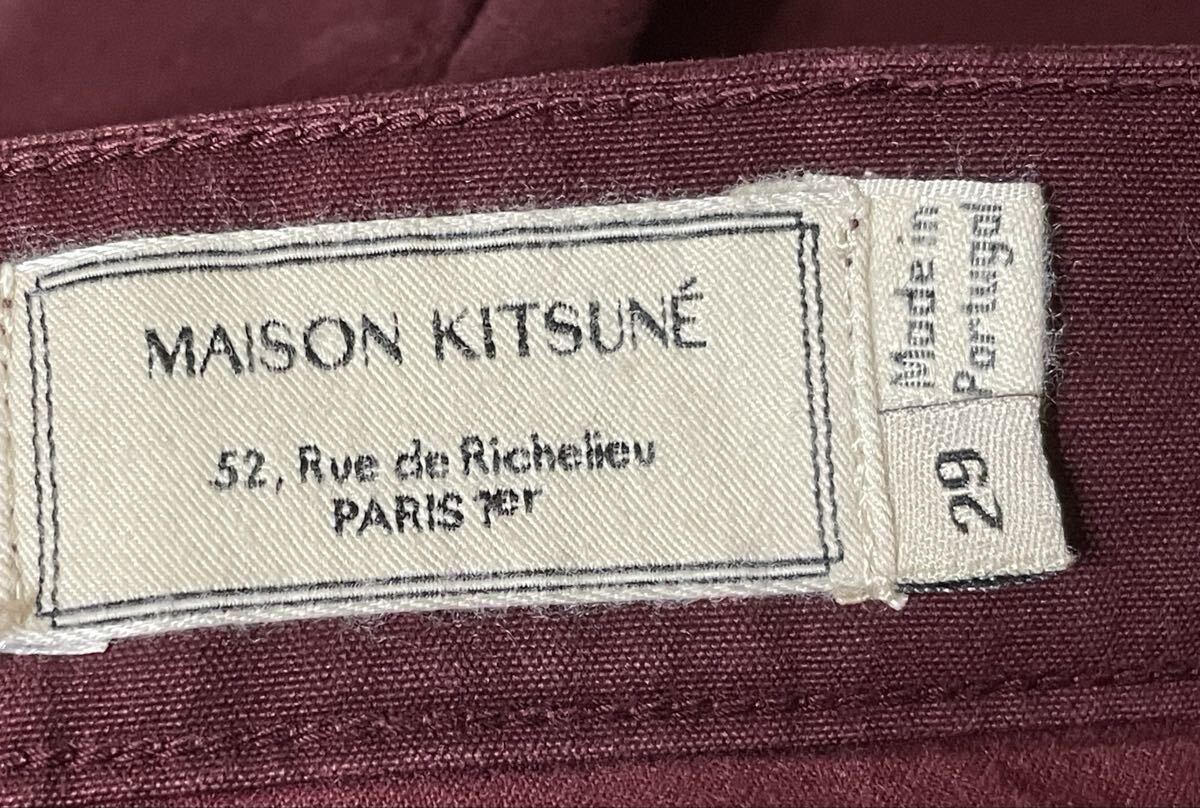 MAISON KITSUNÉ
52, Rue de Richelieu
PARIS 1er
Made in
Portugal
29